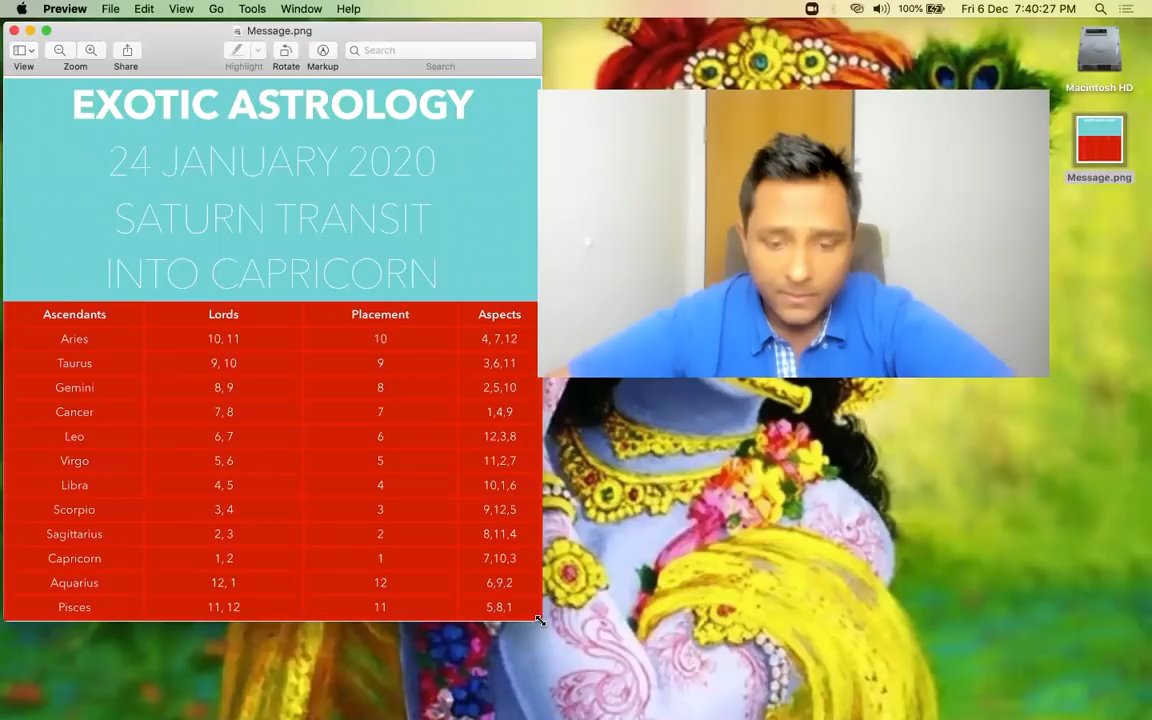 Preview File Edit View Go Tools Window Help 100% Fri 6 Dec 7:40:27 PM
Message.png
Search
View Zoom Share Highlight Rotate Markup Search
EXOTIC ASTROLOGY
24 JANUARY 2020
SATURN TRANSIT
INTO CAPRICORN
Ascendants Lords Placement Aspects
Aries 10, 11 10 4, 7,12
Taurus 9, 10 9 3,6,11
Gemini 8, 9 8 2,5,10
Cancer 7, 8 7 1,4,9
Leo 6, 7 6 12,3,8
Virgo 5, 6 5 11,2,7
Libra 4, 5 4 10,1,6
Scorpio 3, 4 3 9,12,5
Sagittarius 2, 3 2 8,11,4
Capricorn 1, 2 1 7,10,3
Aquarius 12, 1 12 6,9,2
Pisces 11, 12 11 5,8,1
Macintosh HD
Message.png